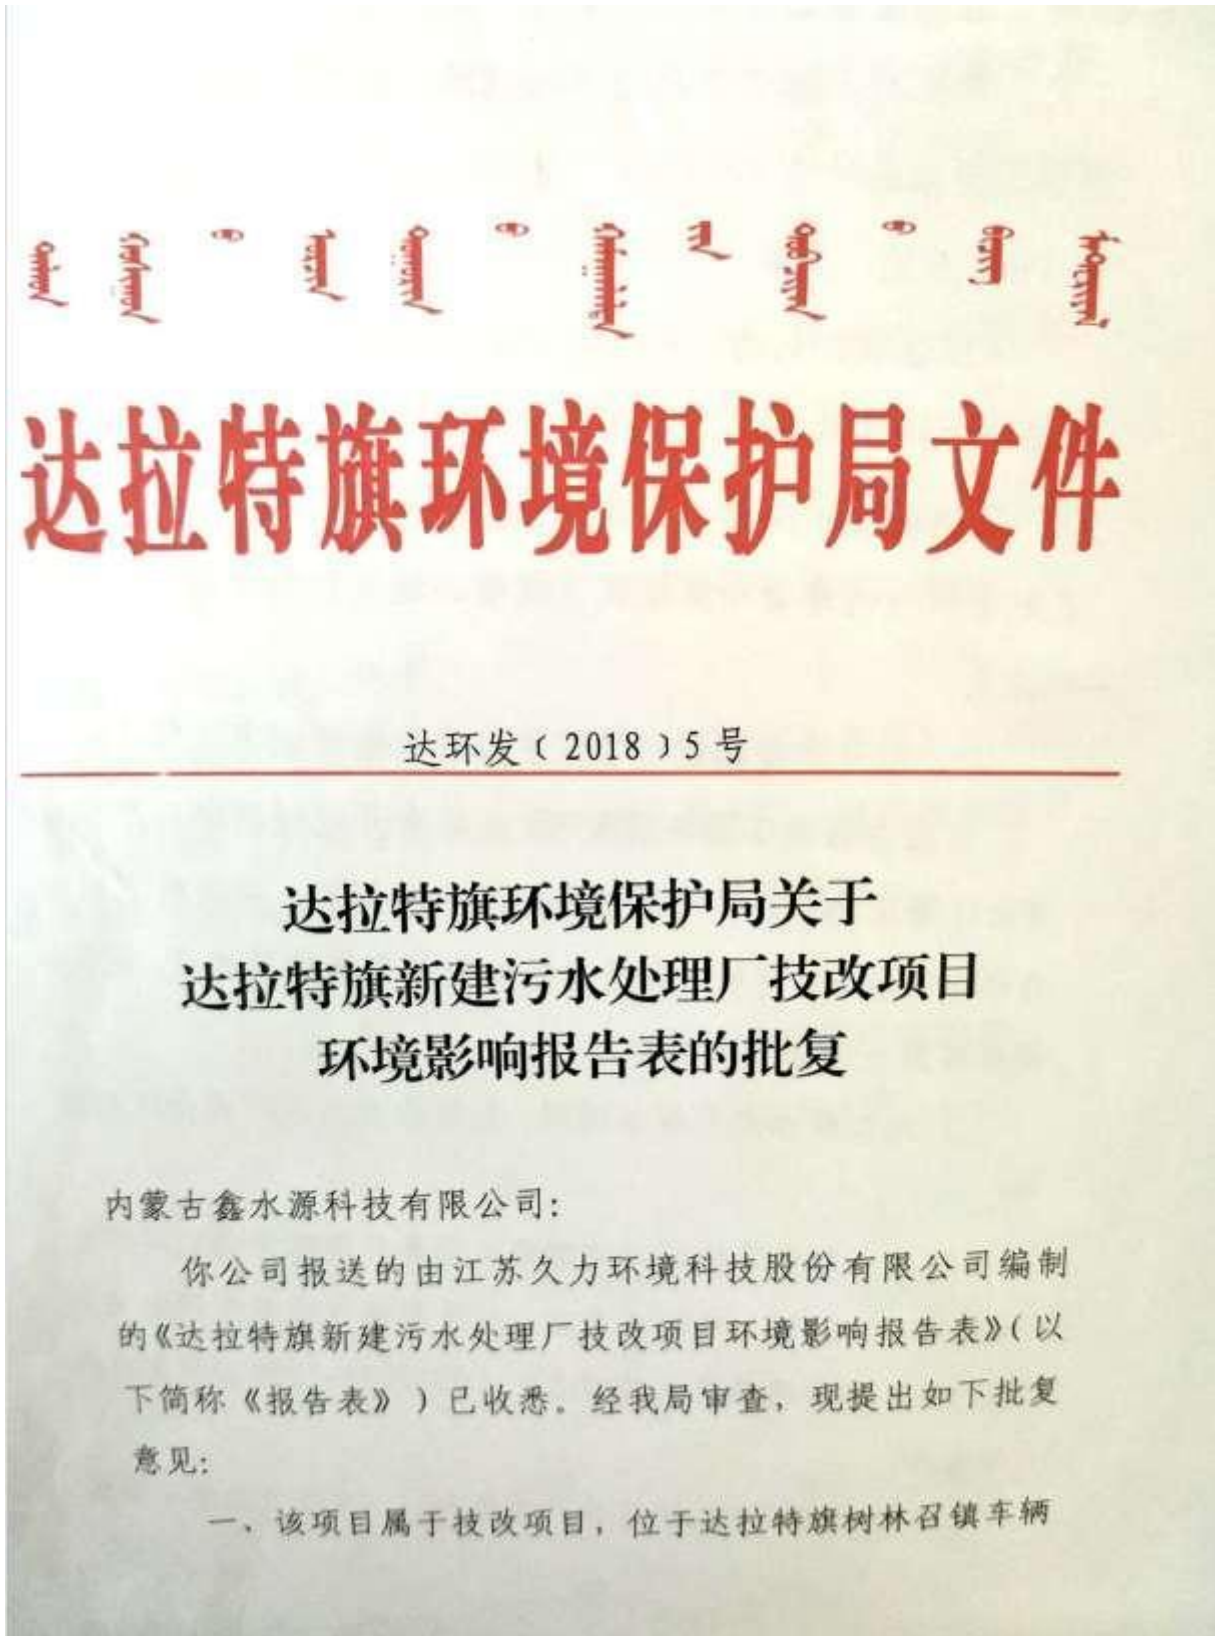 达拉特旗环境保护局文件
达环发﹝2018﹞5号
达拉特旗环境保护局关于
达拉特旗新建污水处理厂技改项目
环境影响报告表的批复
内蒙古鑫水源科技有限公司：
你公司报送的由江苏久力环境科技股份有限公司编制
的《达拉特旗新建污水处理厂技改项目环境影响报告表》（以
下简称《报告表》）已收悉。经我局审查，现提出如下批复
意见：
一、该项目属于技改项目，位于达拉特旗树林召镇车辆